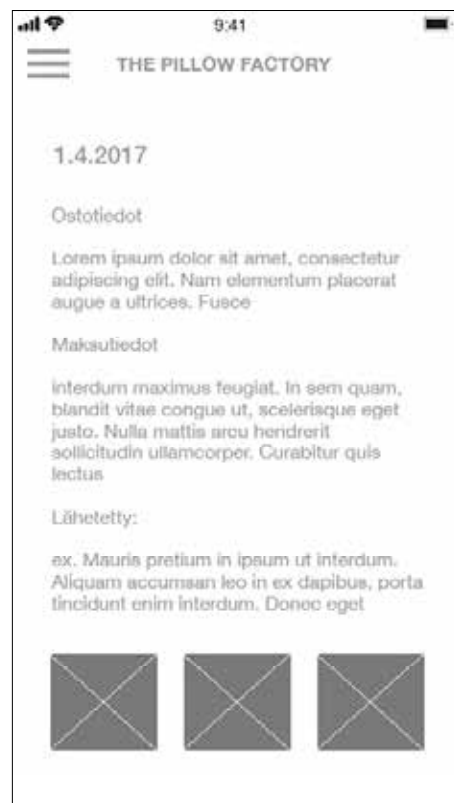 9:41
THE PILLOW FACTORY
1.4.2017
Ostotiedot
Lorem ipsum dolor sit amet, consectetur
adipiscing elit. Nam elementum placerat
augue a ultrices. Fusce
Maksutiedot
interdum maximus feugiat. In sem quam,
blandit vitae congue ut, scelerisque eget
justo. Nulla mattis arcu hendrerit
sollicitudin ullamcorper. Curabitur quis
lectus
Lähetetty:
ex. Mauris pretium in ipsum ut interdum.
Aliquam accumsan leo in ex dapibus, porta
tincidunt enim interdum. Donec eget